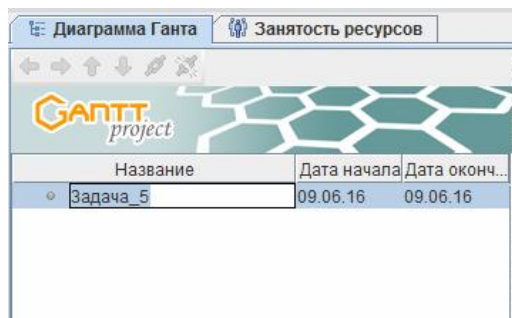 Диаграмма Ганта Занятость ресурсов
GANTT
project
Название Дата начала Дата оконч...
Задача_5 09.06.16 09.06.16